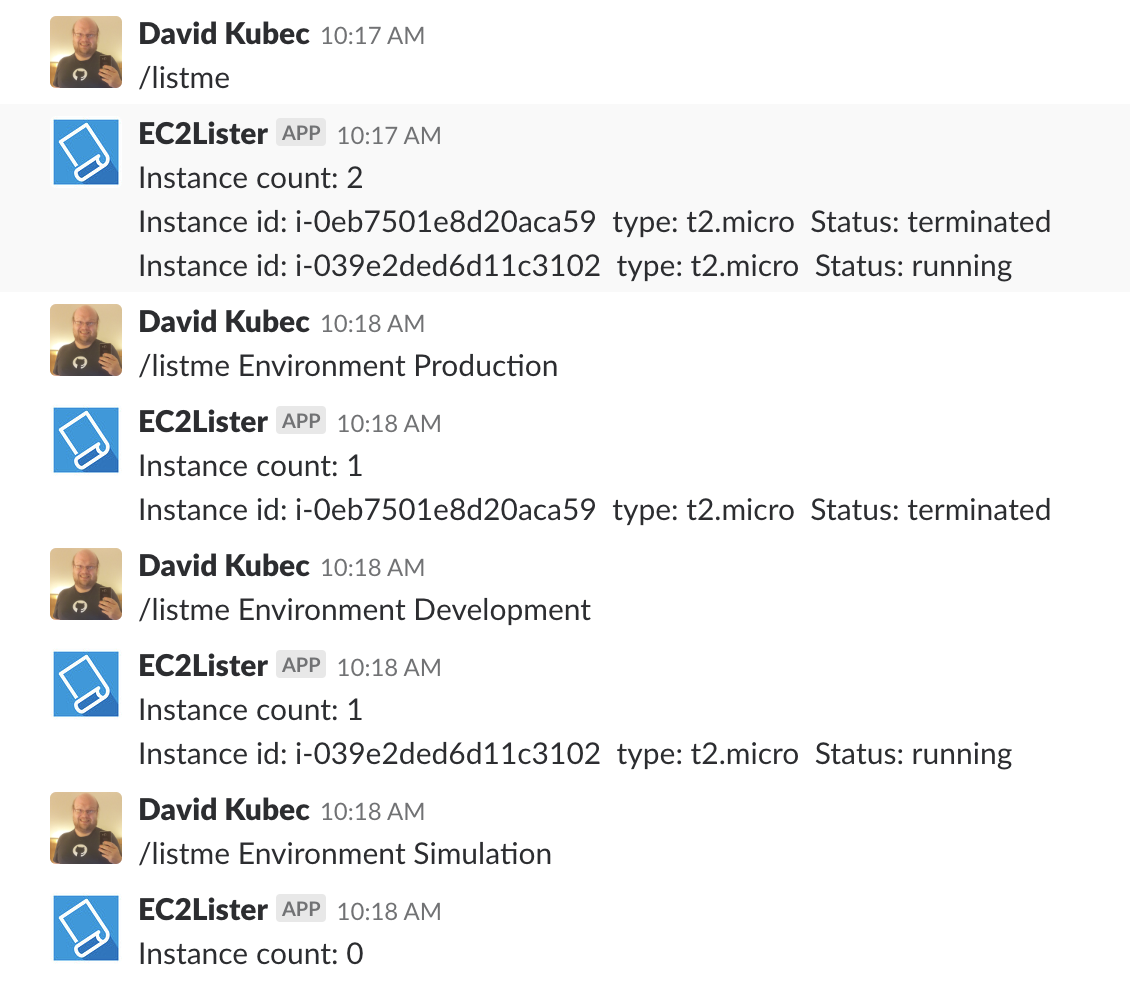 David Kubec 10:17 AM
/listme
EC2Lister APP 10:17 AM
Instance count: 2
Instance id: i-0eb7501e8d20aca59  type: t2.micro  Status: terminated
Instance id: i-039e2ded6d11c3102  type: t2.micro  Status: running
David Kubec 10:18 AM
/listme Environment Production
EC2Lister APP 10:18 AM
Instance count: 1
Instance id: i-0eb7501e8d20aca59  type: t2.micro  Status: terminated
David Kubec 10:18 AM
/listme Environment Development
EC2Lister APP 10:18 AM
Instance count: 1
Instance id: i-039e2ded6d11c3102  type: t2.micro  Status: running
David Kubec 10:18 AM
/listme Environment Simulation
EC2Lister APP 10:18 AM
Instance count: 0